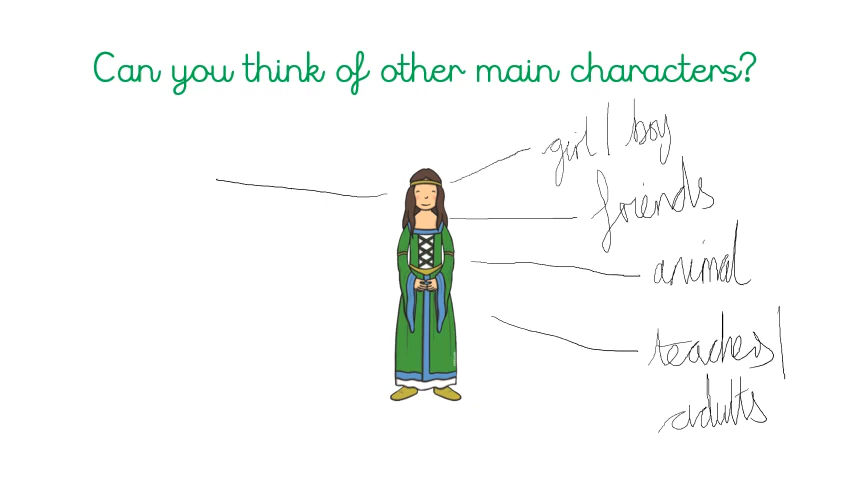 Can you think of other main characters?
girl / boy
friends
animal
teachers /
adults